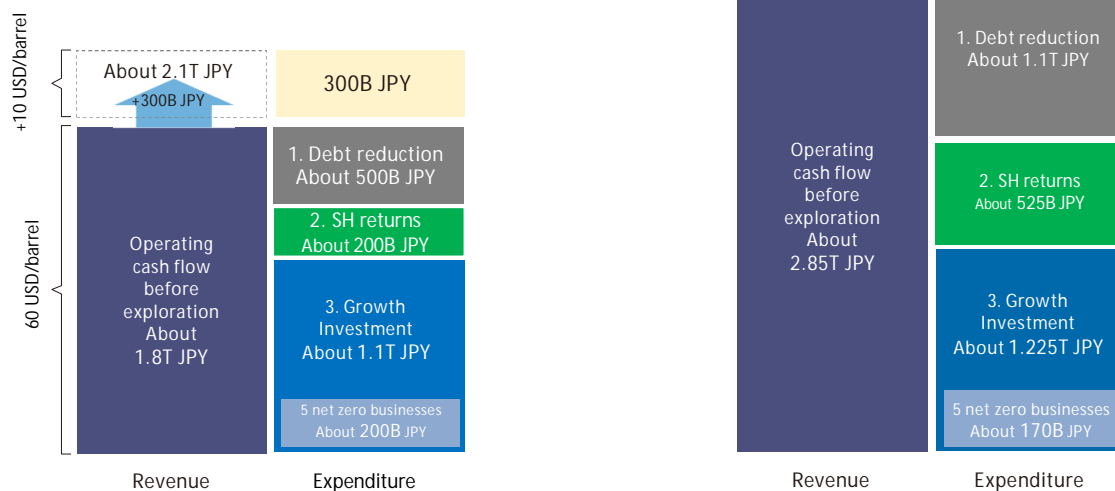 +10 USD/barrel
60 USD/barrel
About 2.1T JPY
+300B JPY
300B JPY
Operating
cash flow
before
exploration
About
1.8T JPY
1. Debt reduction
About 500B JPY
2. SH returns
About 200B JPY
3. Growth
Investment
About 1.1T JPY
5 net zero businesses
About 200B JPY
Revenue
Expenditure
Operating
cash flow
before
exploration
About
2.85T JPY
1. Debt reduction
About 1.1T JPY
2. SH returns
About 525B JPY
3. Growth
Investment
About 1.225T JPY
5 net zero businesses
About 170B JPY
Revenue
Expenditure